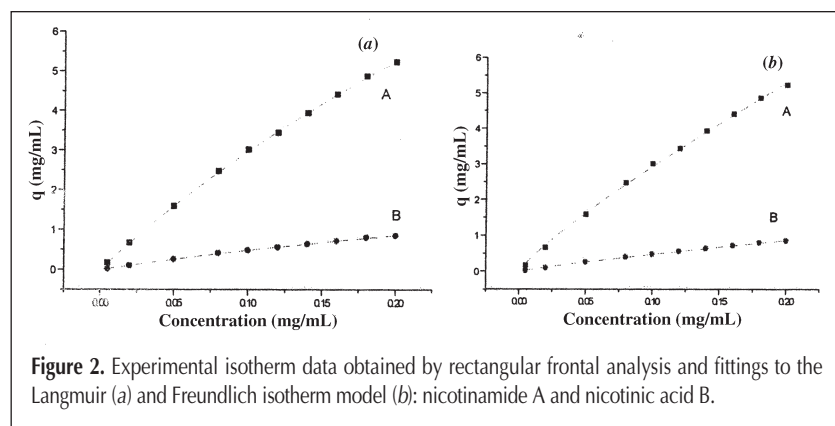 (a)
A
B
q (mg/mL)
6
5
4
3
2
1
0
0.00 0.05 0.10 0.15 0.20
Concentration (mg/mL)
(b)
A
B
q (mg/mL)
6
5
4
3
2
1
0
0.00 0.05 0.10 0.15 0.20
Concentration (mg/mL)
Figure 2. Experimental isotherm data obtained by rectangular frontal analysis and fittings to the
Langmuir (a) and Freundlich isotherm model (b): nicotinamide A and nicotinic acid B.